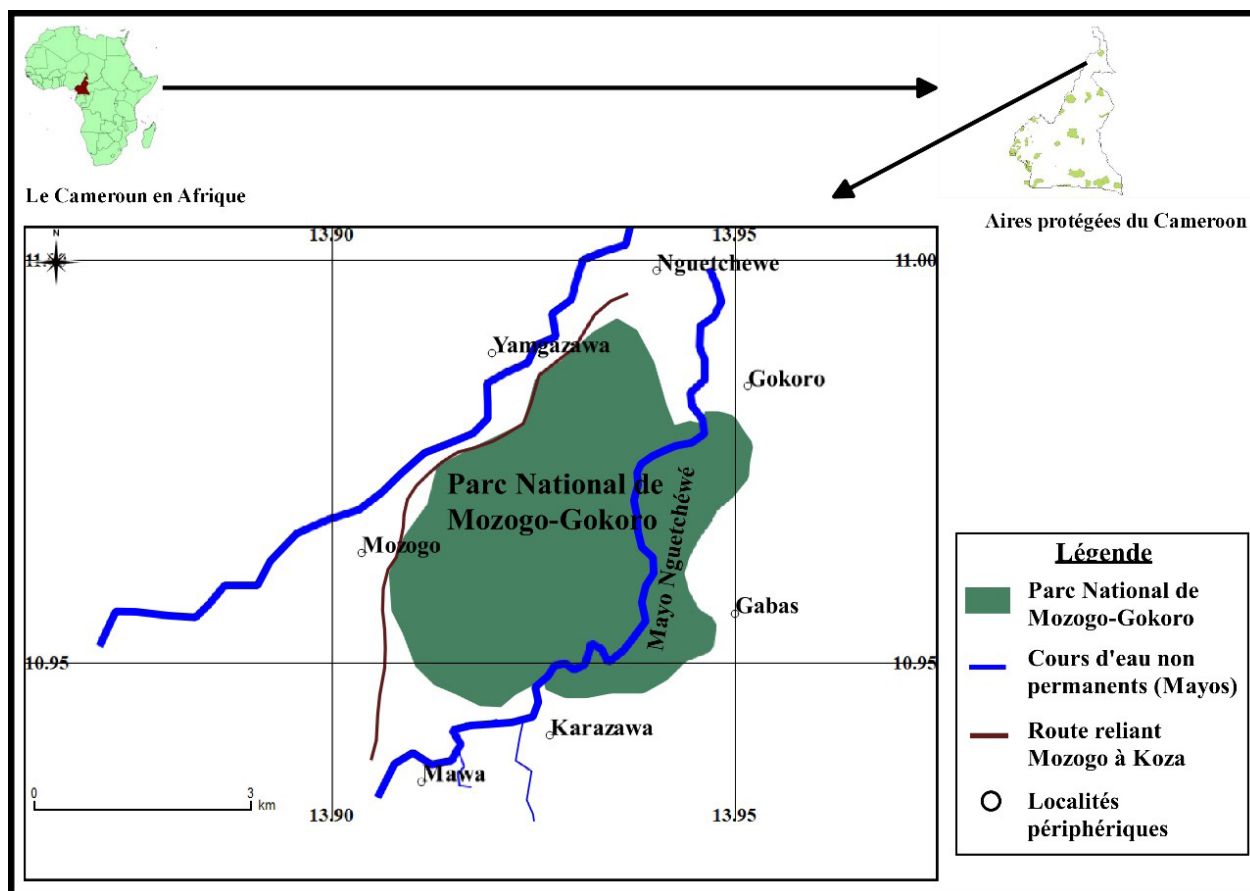 Le Cameroun en Afrique
Aires protégées du Cameroon
13.90
13.95
N
11.00
Nguetchewe
Yamgazawa
Gokoro
Parc National de
Mozogo-Gokoro
Mayo Nguetchéwé
Mozogo
Gabas
10.95
10.95
Karazawa
Mawa
0
3
km
13.90
13.95
Légende
Parc National de
Mozogo-Gokoro
Cours d'eau non
permanents (Mayos)
Route reliant
Mozogo à Koza
Localités
périphériques